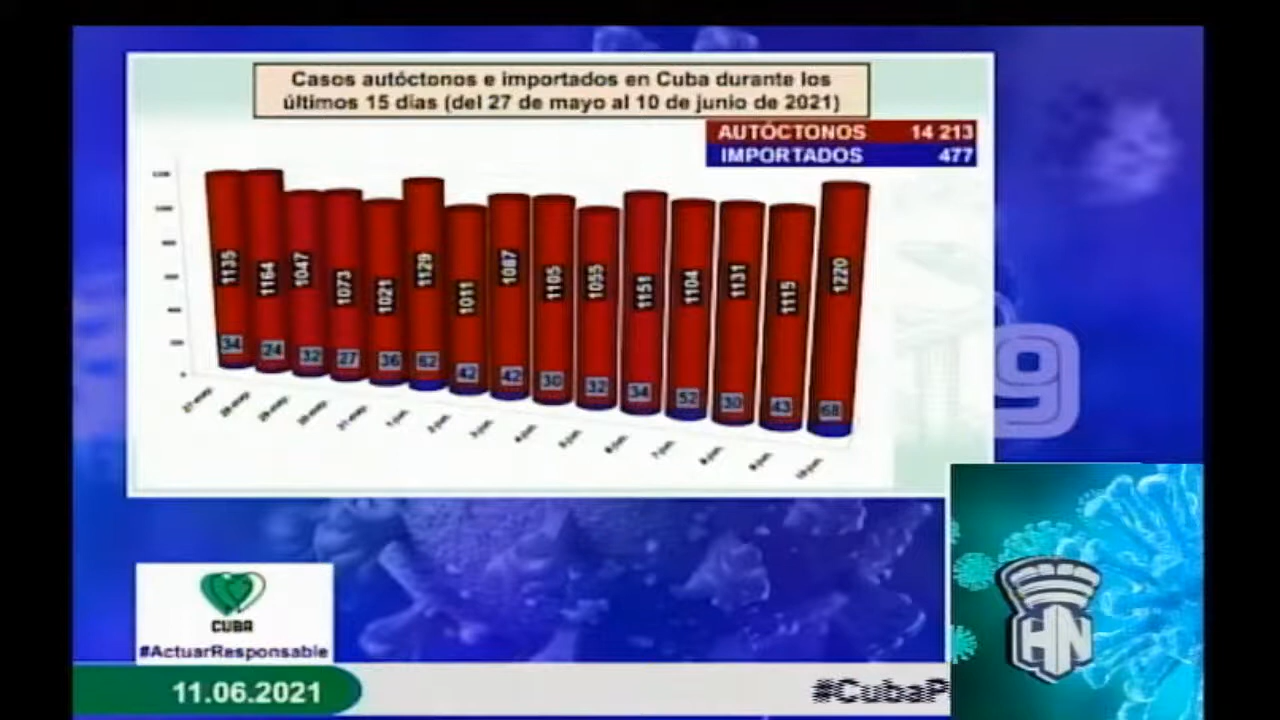 Casos autóctonos e importados en Cuba durante los
últimos 15 días (del 27 de mayo al 10 de junio de 2021)
AUTÓCTONOS 14 213
IMPORTADOS 477
1135 1164 1047 1073 1021 1129 1011 1087 1105 1055 1151 1104 1131 1115 1220
34 24 32 27 36 62 42 42 30 32 34 52 30 43 68
9
CUBA
#ActuarResponsable
11.06.2021
#CubaP
HN